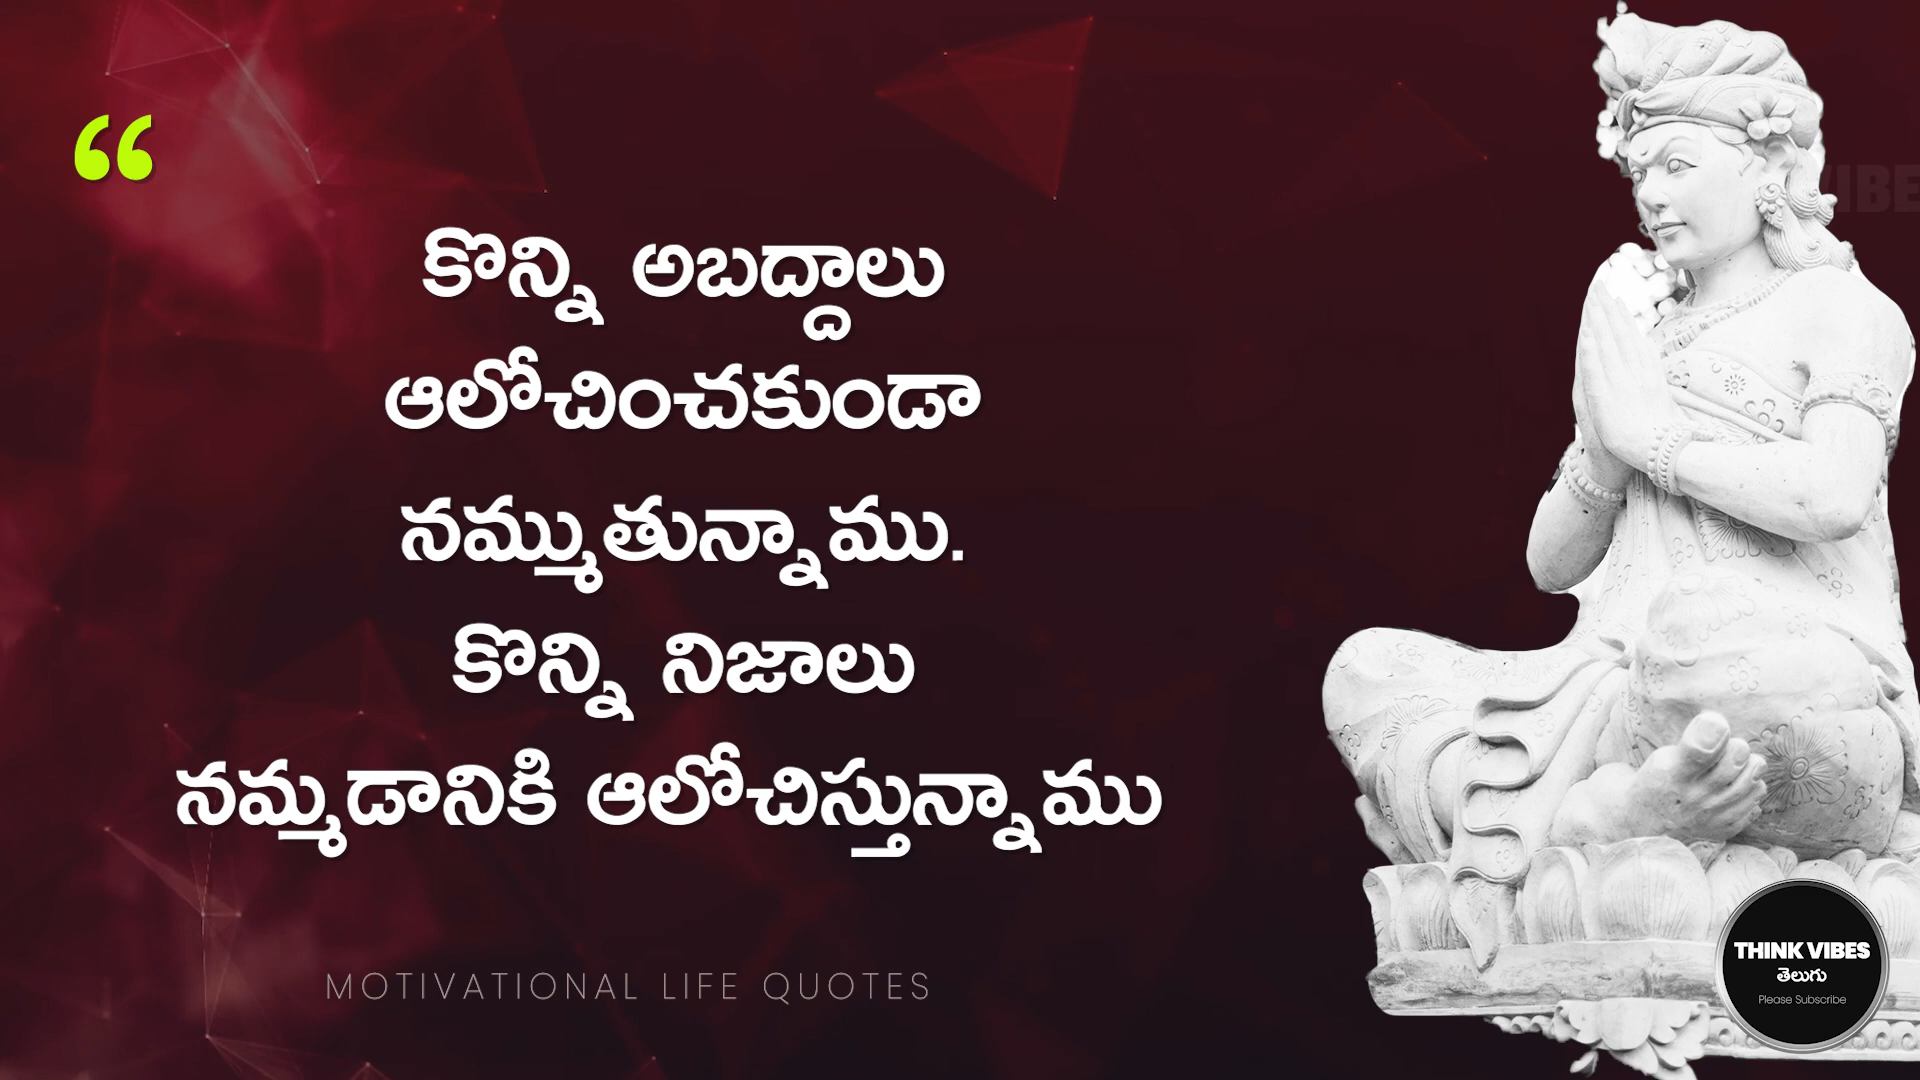 “
కొన్ని అబద్దాలు
ఆలోచించకుండా
నమ్ముతున్నాము.
కొన్ని నిజాలు
నమ్మడానికి ఆలోచిస్తున్నాము
MOTIVATIONAL LIFE QUOTES
THINK VIBES
తెలుగు
Please Subscribe